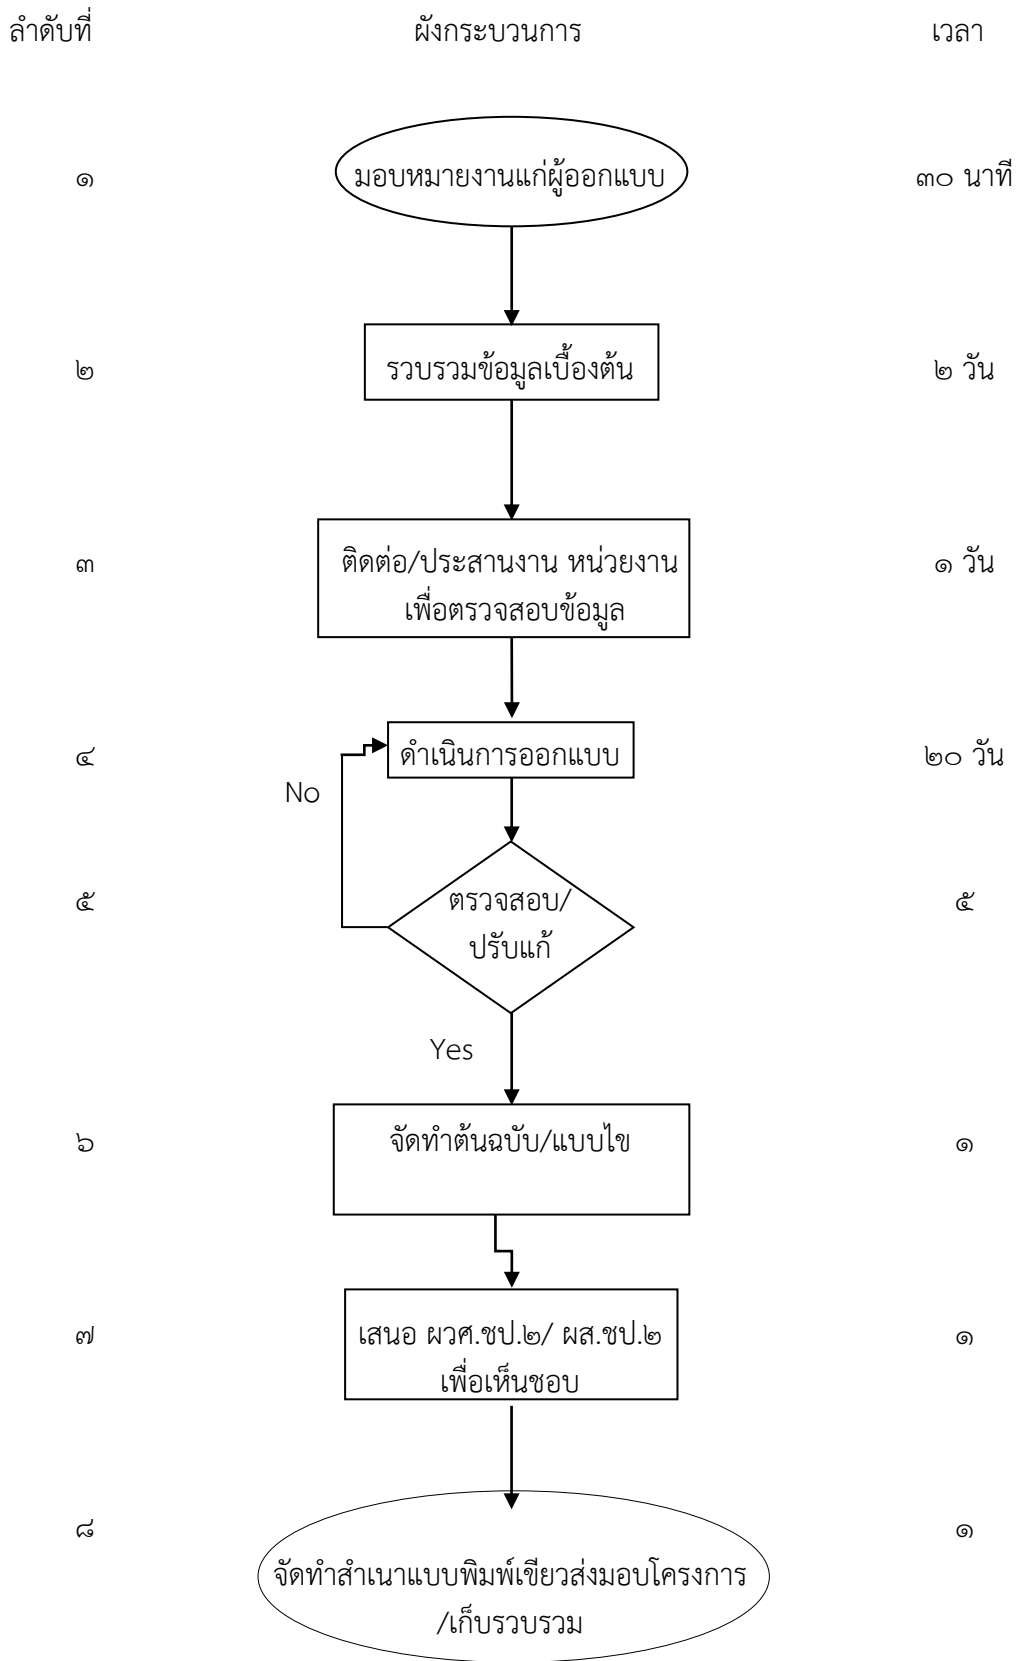 ลำดับที่ ผังกระบวนการ เวลา
๑ มอบหมายงานแก่ผู้ออกแบบ ๓๐ นาที
๒ รวบรวมข้อมูลเบื้องต้น ๒ วัน
๓ ติดต่อ/ประสานงาน หน่วยงาน ๑ วัน
เพื่อตรวจสอบข้อมูล
๔ ดำเนินการออกแบบ ๒๐ วัน
No
๕ ตรวจสอบ/ ๕
ปรับแก้
Yes
๖ จัดทำต้นฉบับ/แบบไข ๑
๗ เสนอ ผวศ.ชป.๒/ ผส.ชป.๒ ๑
เพื่อเห็นชอบ
๘ ๑
จัดทำสำเนาแบบพิมพ์เขียวส่งมอบโครงการ
/เก็บรวบรวม